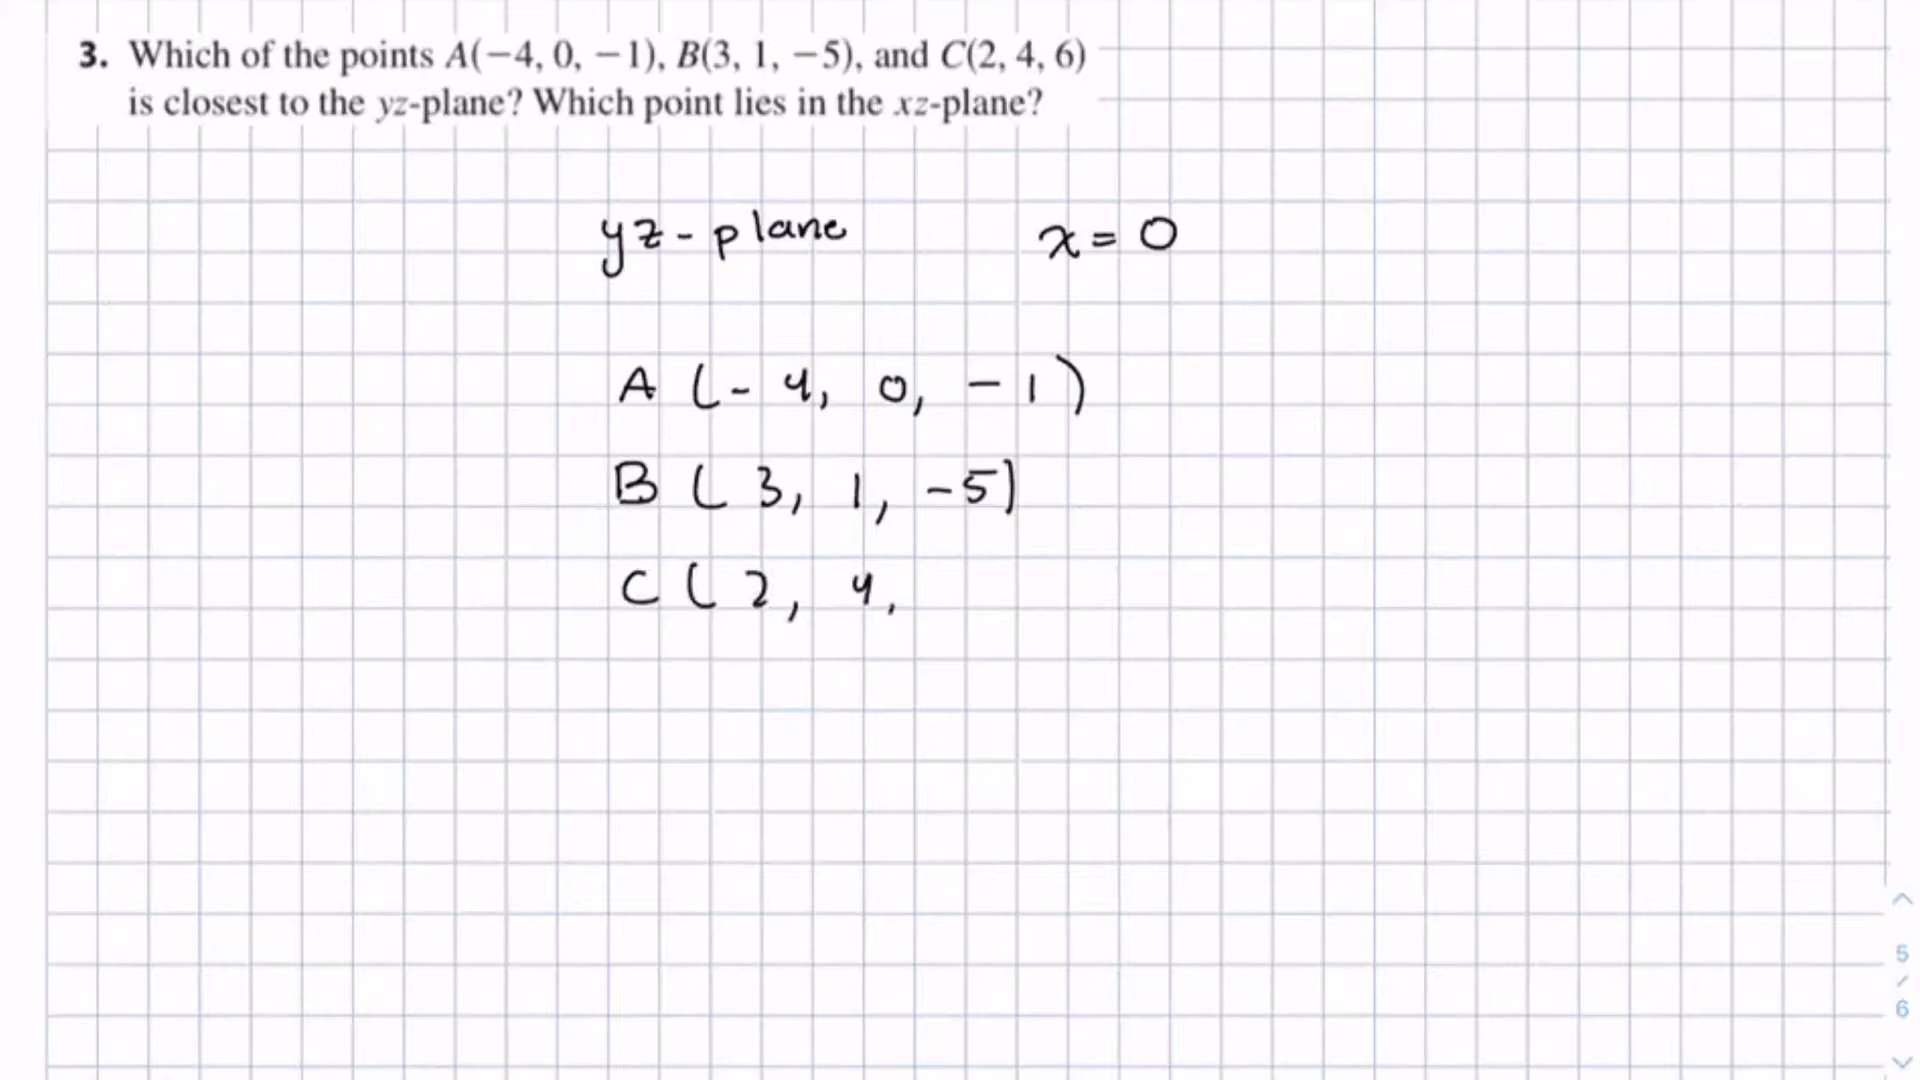 3. Which of the points A(−4, 0, −1), B(3, 1, −5), and C(2, 4, 6)
is closest to the yz-plane? Which point lies in the xz-plane?
yz-plane x=0
A (-4, 0, -1)
B (3, 1, -5)
C (2, 4,
5
/
6